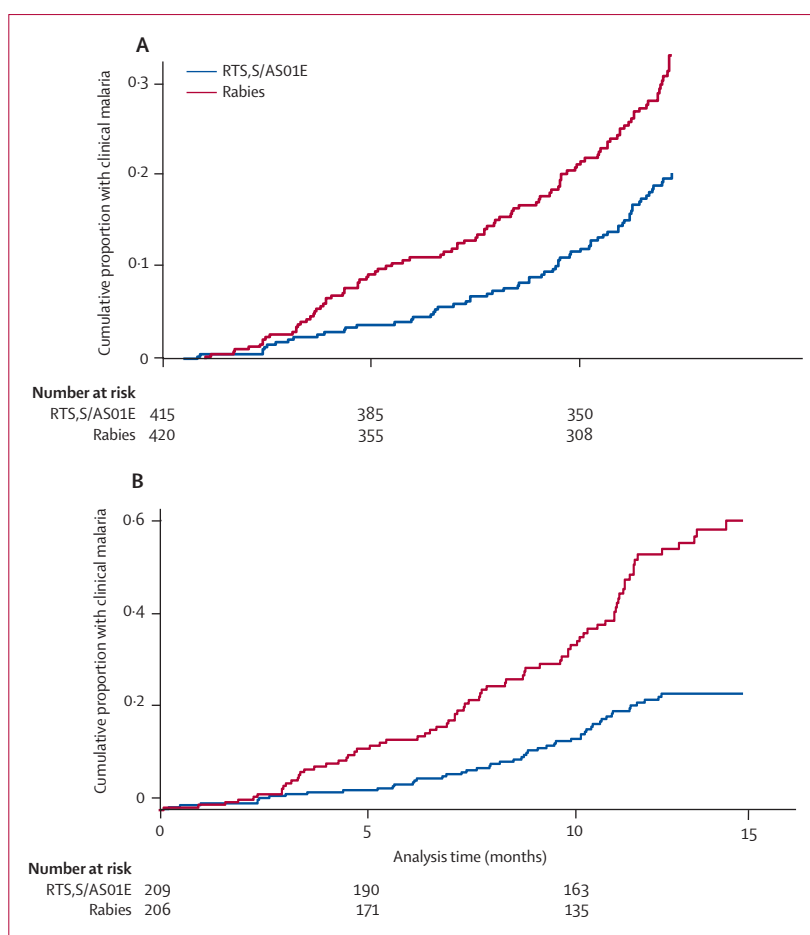 A
RTS,S/AS01E
Rabies
Cumulative proportion with clinical malaria
0·3
0·2
0·1
0
Number at risk
RTS,S/AS01E 415 385 350
Rabies 420 355 308
B
Cumulative proportion with clinical malaria
0·6
0·4
0·2
0
0 5 10 15
Analysis time (months)
Number at risk
RTS,S/AS01E 209 190 163
Rabies 206 171 135